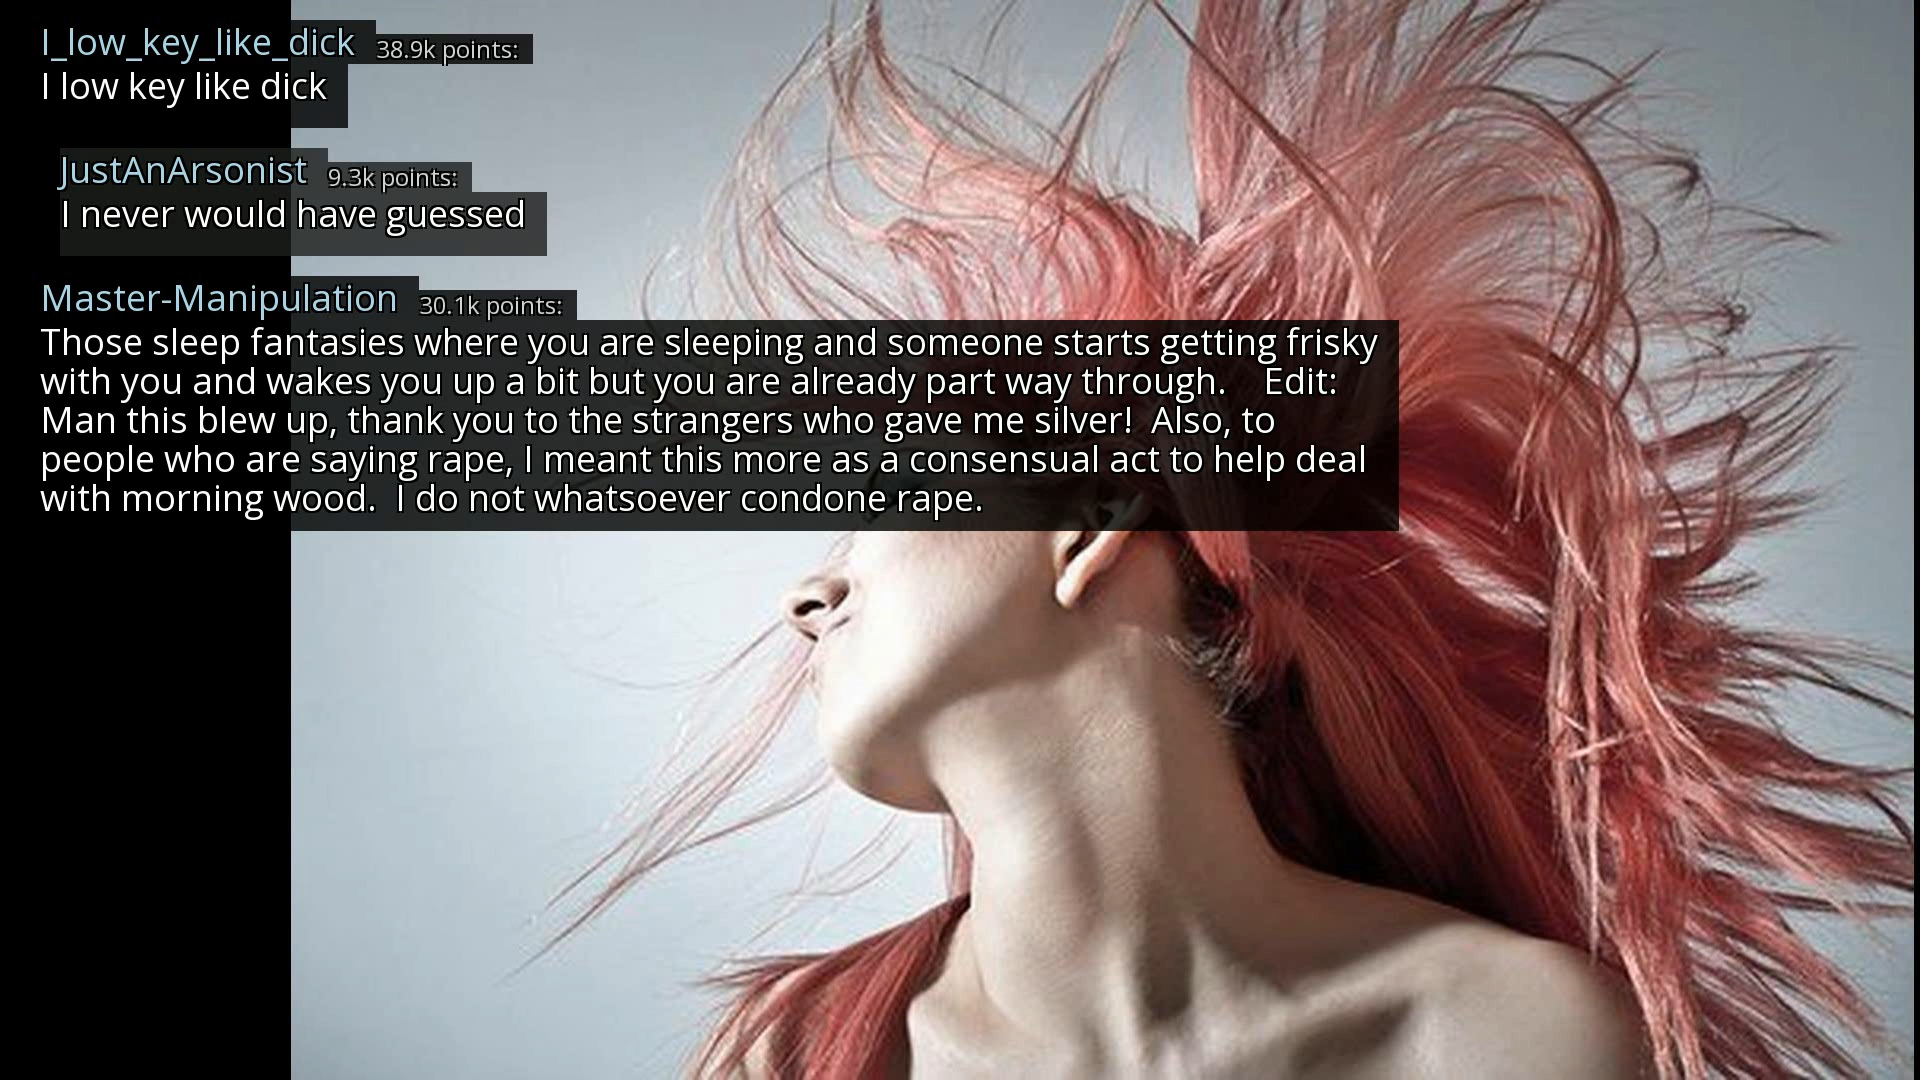 I_low_key_like_dick 38.9k points:
I low key like dick
JustAnArsonist 9.3k points:
I never would have guessed
Master-Manipulation 30.1k points:
Those sleep fantasies where you are sleeping and someone starts getting frisky
with you and wakes you up a bit but you are already part way through.    Edit:
Man this blew up, thank you to the strangers who gave me silver!  Also, to
people who are saying rape, I meant this more as a consensual act to help deal
with morning wood.  I do not whatsoever condone rape.